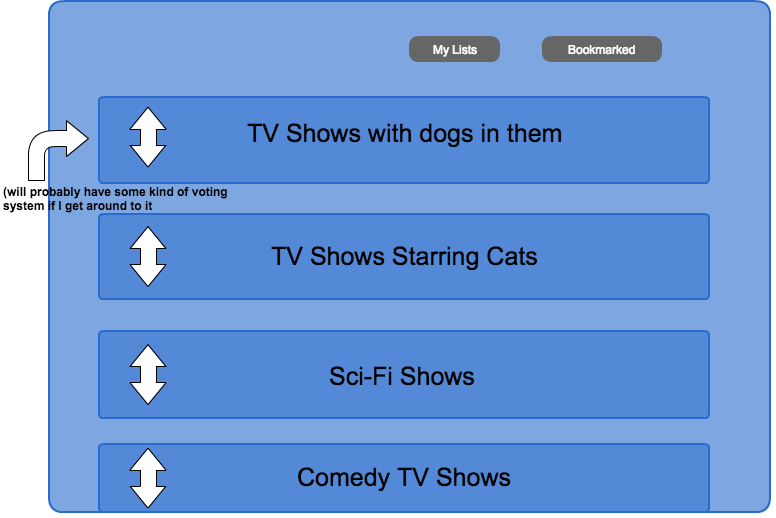 My Lists
Bookmarked
TV Shows with dogs in them
(will probably have some kind of voting
system if I get around to it
TV Shows Starring Cats
Sci-Fi Shows
Comedy TV Shows